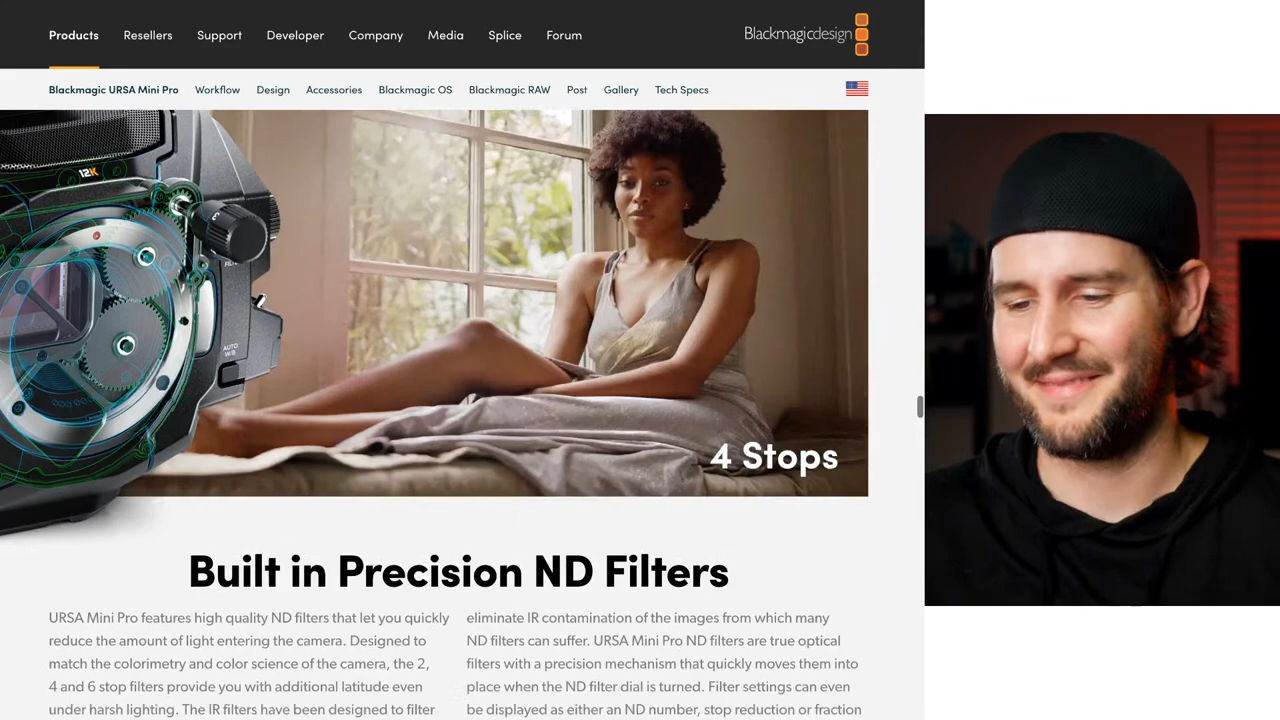 Products Resellers Support Developer Company Media Splice Forum
Blackmagicdesign
Blackmagic URSA Mini Pro Workflow Design Accessories Blackmagic OS Blackmagic RAW Post Gallery Tech Specs
12K
3
AUTO
W/B
4 Stops
Built in Precision ND Filters
URSA Mini Pro features high quality ND filters that let you quickly
reduce the amount of light entering the camera. Designed to
match the colorimetry and color science of the camera, the 2,
4 and 6 stop filters provide you with additional latitude even
under harsh lighting. The IR filters have been designed to filter
eliminate IR contamination of the images from which many
ND filters can suffer. URSA Mini Pro ND filters are true optical
filters with a precision mechanism that quickly moves them into
place when the ND filter dial is turned. Filter settings can even
be displayed as either an ND number, stop reduction or fraction